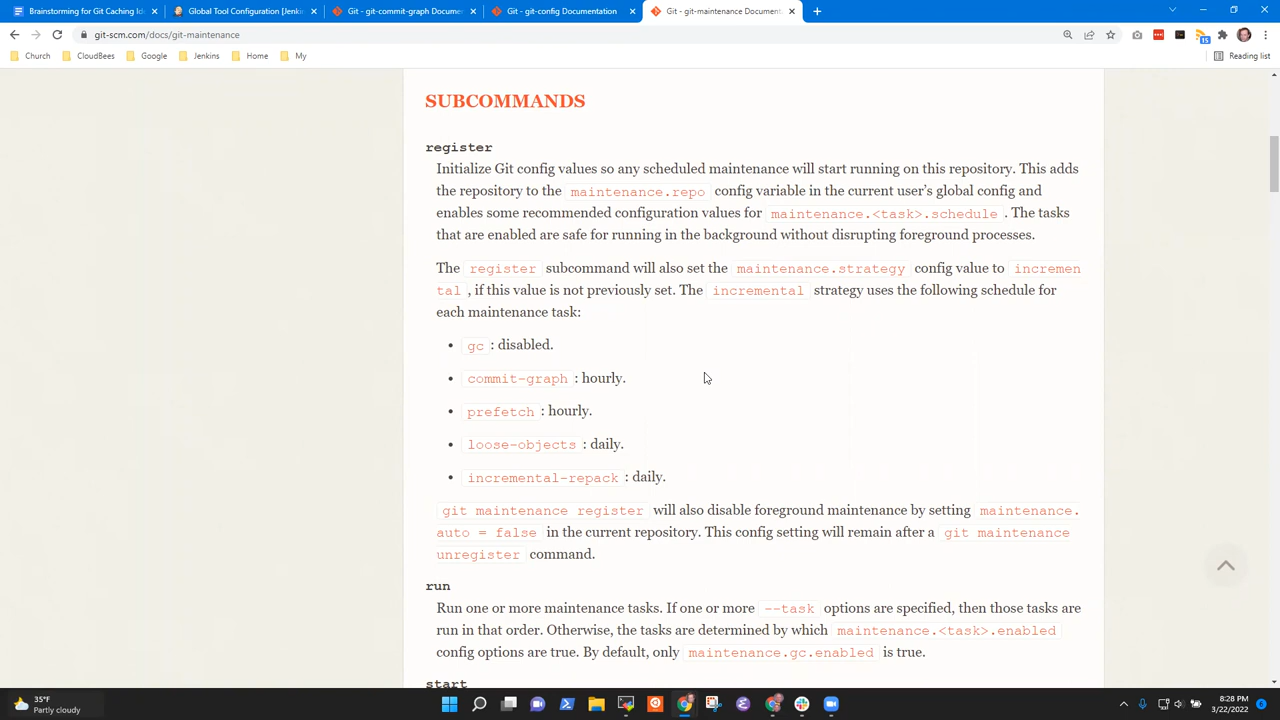 Brainstorming for Git Caching Ide
Global Tool Configuration [Jenki
Git - git-commit-graph Documen
Git - git-config Documentation
Git - git-maintenance Document
git-scm.com/docs/git-maintenance
15
Church
CloudBees
Google
Jenkins
Home
My
Reading list
SUBCOMMANDS
register
Initialize Git config values so any scheduled maintenance will start running on this repository. This adds
the repository to the maintenance.repo config variable in the current user’s global config and
enables some recommended configuration values for maintenance.<task>.schedule . The tasks
that are enabled are safe for running in the background without disrupting foreground processes.
The register subcommand will also set the maintenance.strategy config value to incremen
tal , if this value is not previously set. The incremental strategy uses the following schedule for
each maintenance task:
• gc : disabled.
• commit-graph : hourly.
• prefetch : hourly.
• loose-objects : daily.
• incremental-repack : daily.
git maintenance register will also disable foreground maintenance by setting maintenance.
auto = false in the current repository. This config setting will remain after a git maintenance
unregister command.
run
Run one or more maintenance tasks. If one or more --task options are specified, then those tasks are
run in that order. Otherwise, the tasks are determined by which maintenance.<task>.enabled
config options are true. By default, only maintenance.gc.enabled is true.
start
35°F
Partly cloudy
8:28 PM
3/22/2022